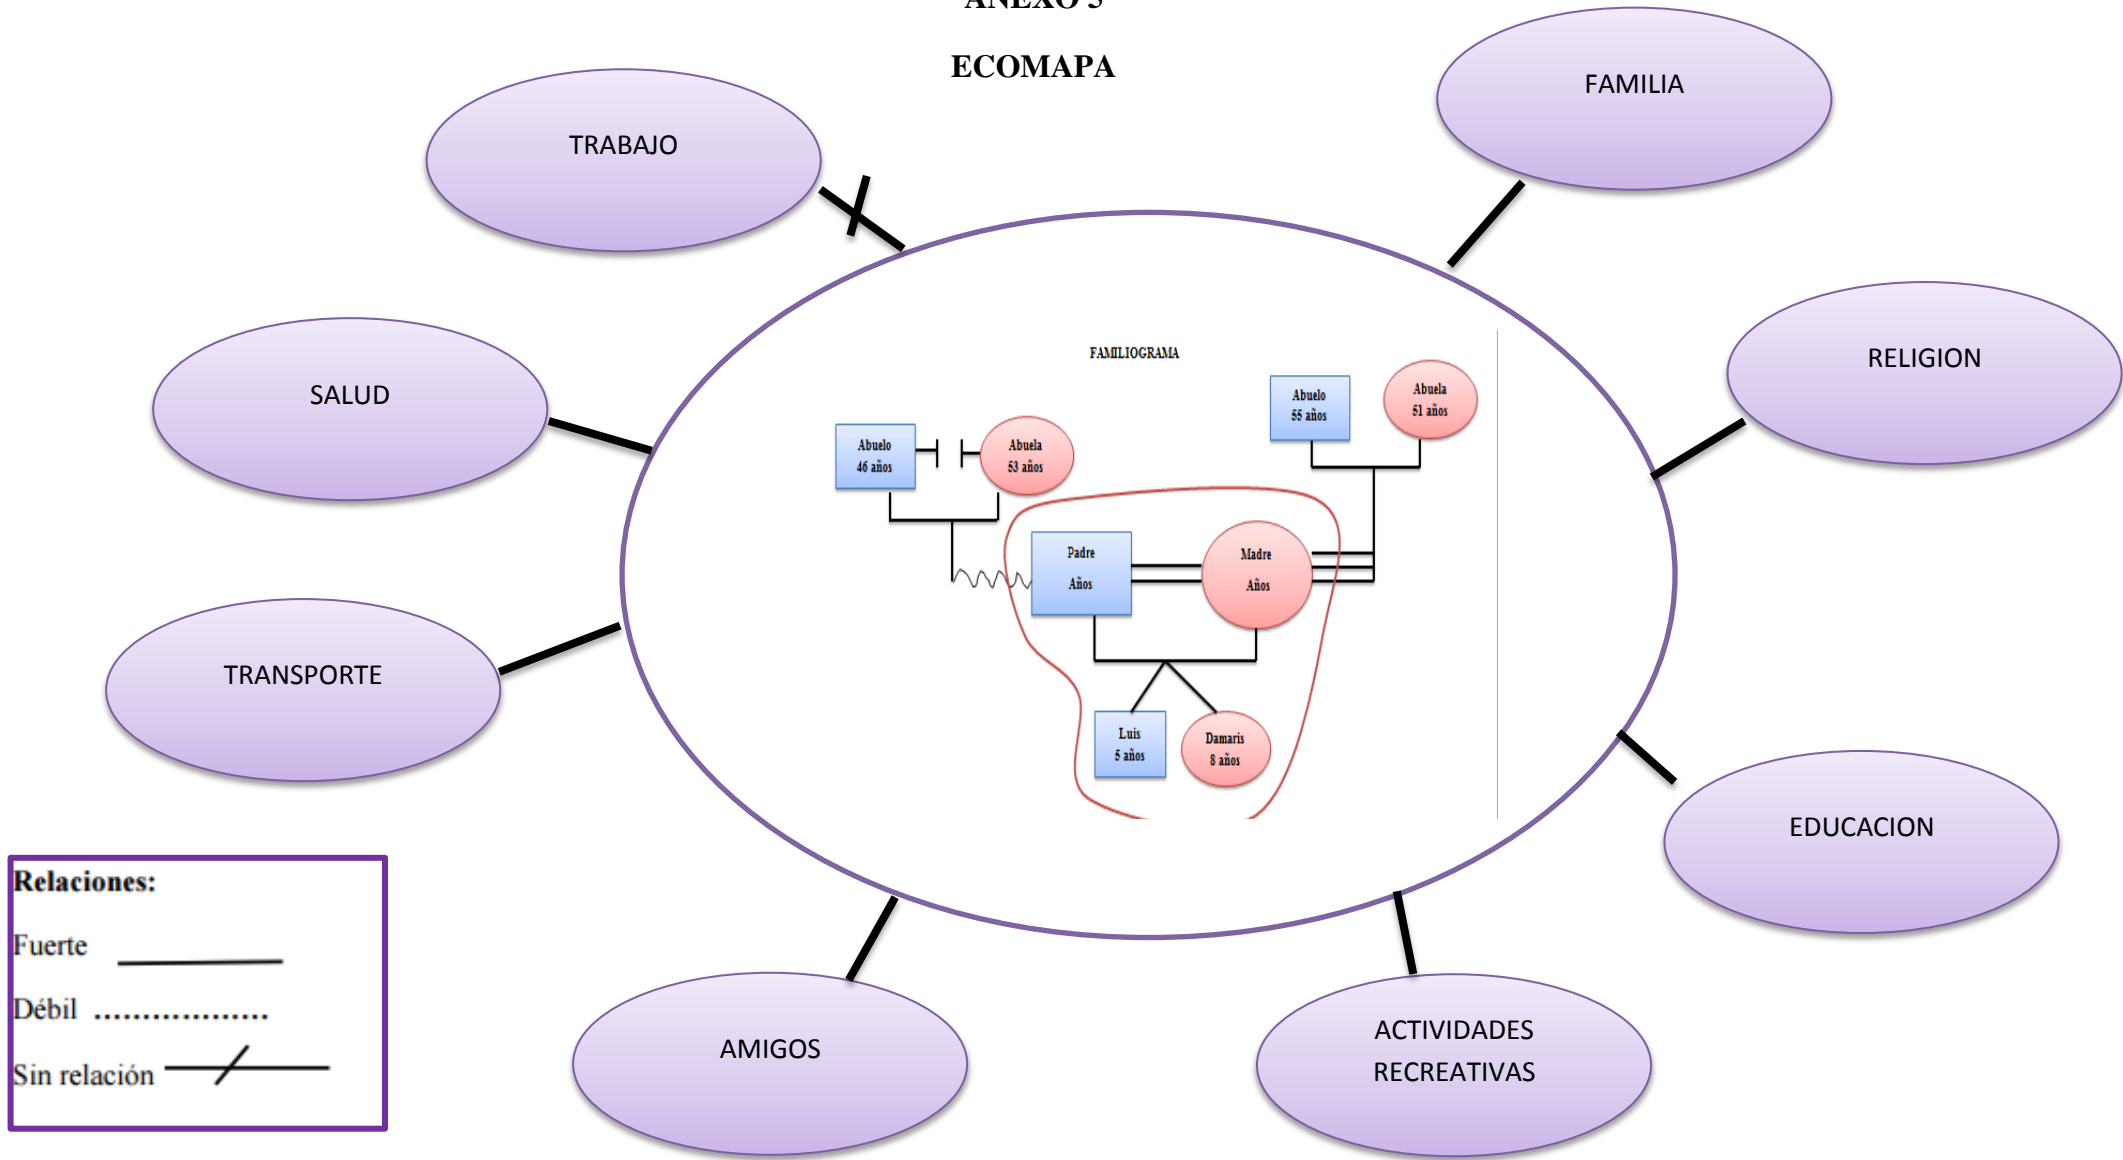 ANEXO 5
ECOMAPA
FAMILIA
TRABAJO
RELIGION
SALUD
FAMILIOGRAMA
Abuelo
55 años
Abuela
51 años
Abuelo
46 años
Abuela
53 años
Padre
Años
Madre
Años
TRANSPORTE
Luis
5 años
Damaris
8 años
EDUCACION
Relaciones:
Fuerte
Débil ..................
Sin relación
AMIGOS
ACTIVIDADES
RECREATIVAS